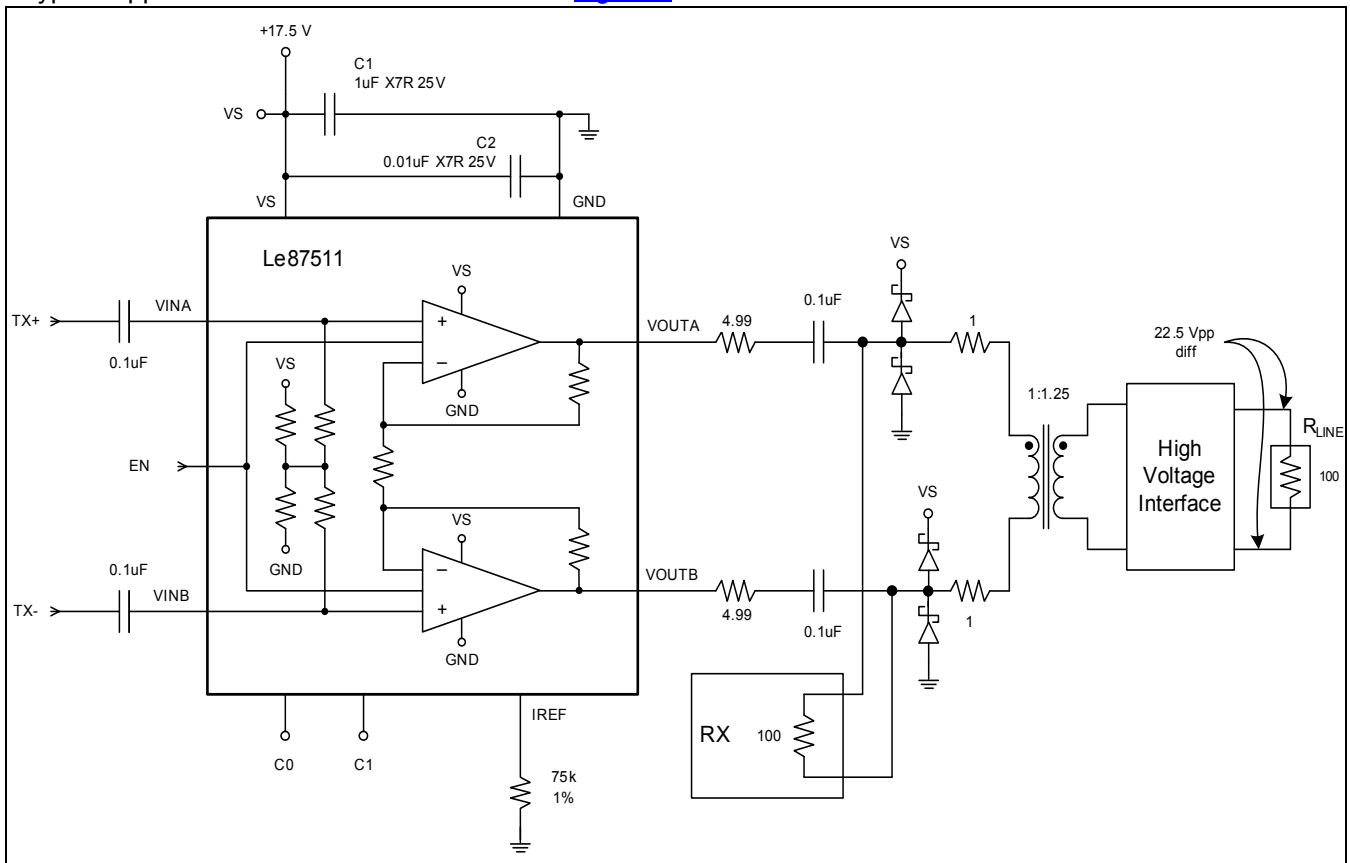 +17.5 V
C1
1uF X7R 25V
VS
C2
0.01uF X7R 25V
VS
GND
Le87511
VS
VS
TX+
VINA
+
VOUTA
4.99
0.1uF
1
22.5 Vpp
diff
0.1uF
VS
−
GND
1:1.25
RLINE
EN
High
Voltage
Interface
100
VS
VS
GND
0.1uF
−
VOUTB
TX-
VINB
+
4.99
0.1uF
1
GND
IREF
RX
100
C0
C1
75k
1%